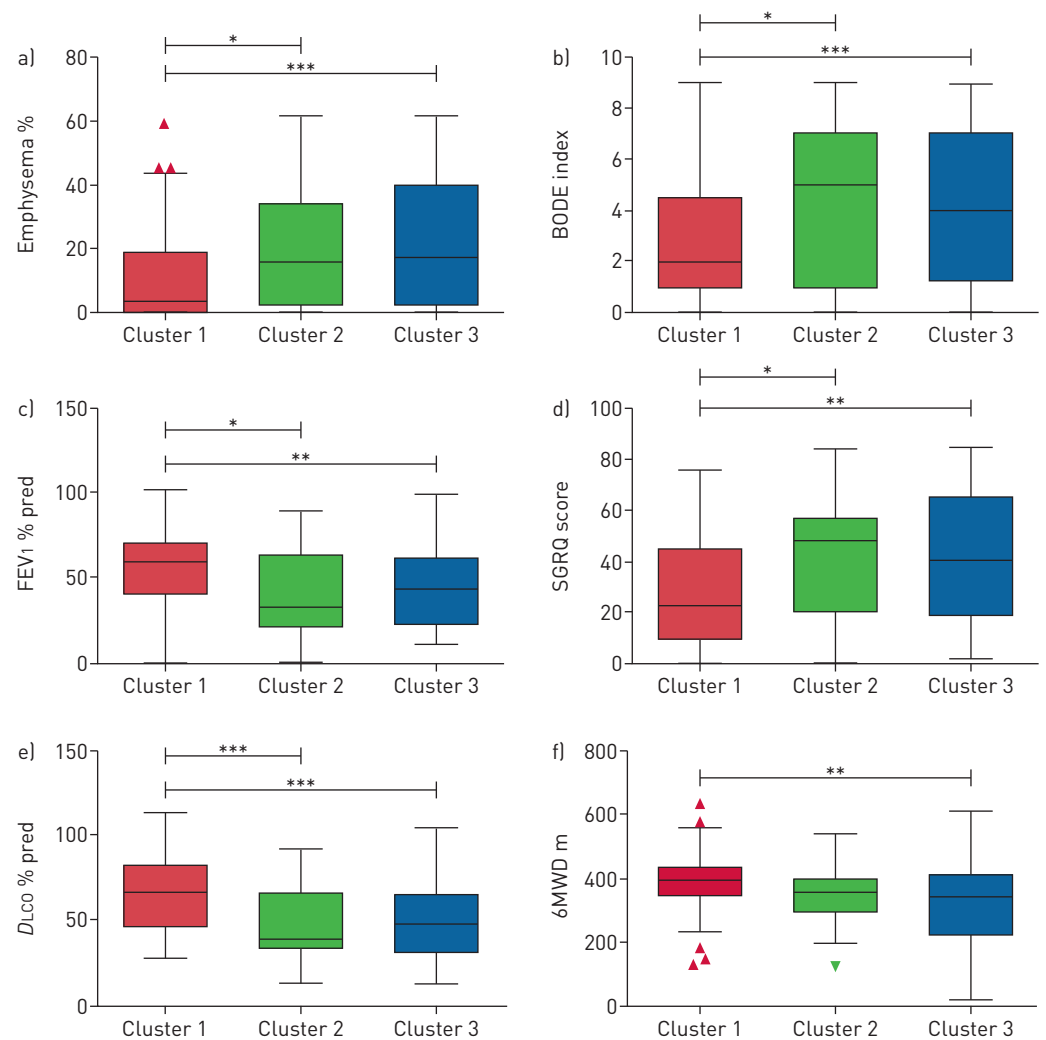 a)
Emphysema %
80
60
40
20
0
*
***
Cluster 1 Cluster 2 Cluster 3
b)
BODE index
10
8
6
4
2
0
*
***
Cluster 1 Cluster 2 Cluster 3
c)
FEV1 % pred
150
100
50
0
*
**
Cluster 1 Cluster 2 Cluster 3
d)
SGRQ score
100
80
60
40
20
0
*
**
Cluster 1 Cluster 2 Cluster 3
e)
DLCO % pred
150
100
50
0
***
***
Cluster 1 Cluster 2 Cluster 3
f)
6MWD m
800
600
400
200
0
**
Cluster 1 Cluster 2 Cluster 3